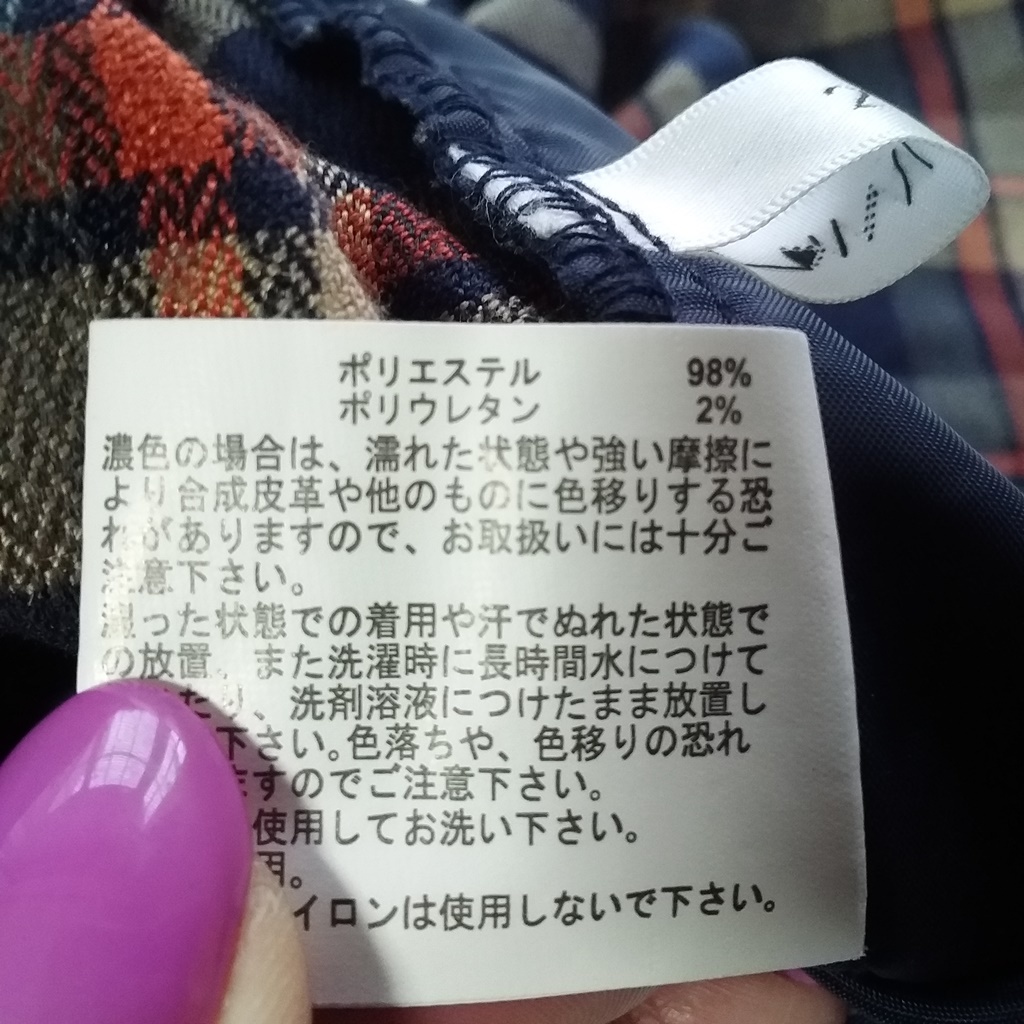 ポリエステル 98%
ポリウレタン 2%
濃色の場合は、濡れた状態や強い摩擦に
より合成皮革や他のものに色移りする恐
れがありますので、お取扱いには十分ご
注意下さい。
湿った状態での着用や汗でぬれた状態で
の放置、また洗濯時に長時間水につけて
たり、洗剤溶液につけたまま放置し
下さい。色落ちや、色移りの恐れ
ますのでご注意下さい。
使用してお洗い下さい。
用。
イロンは使用しないで下さい。